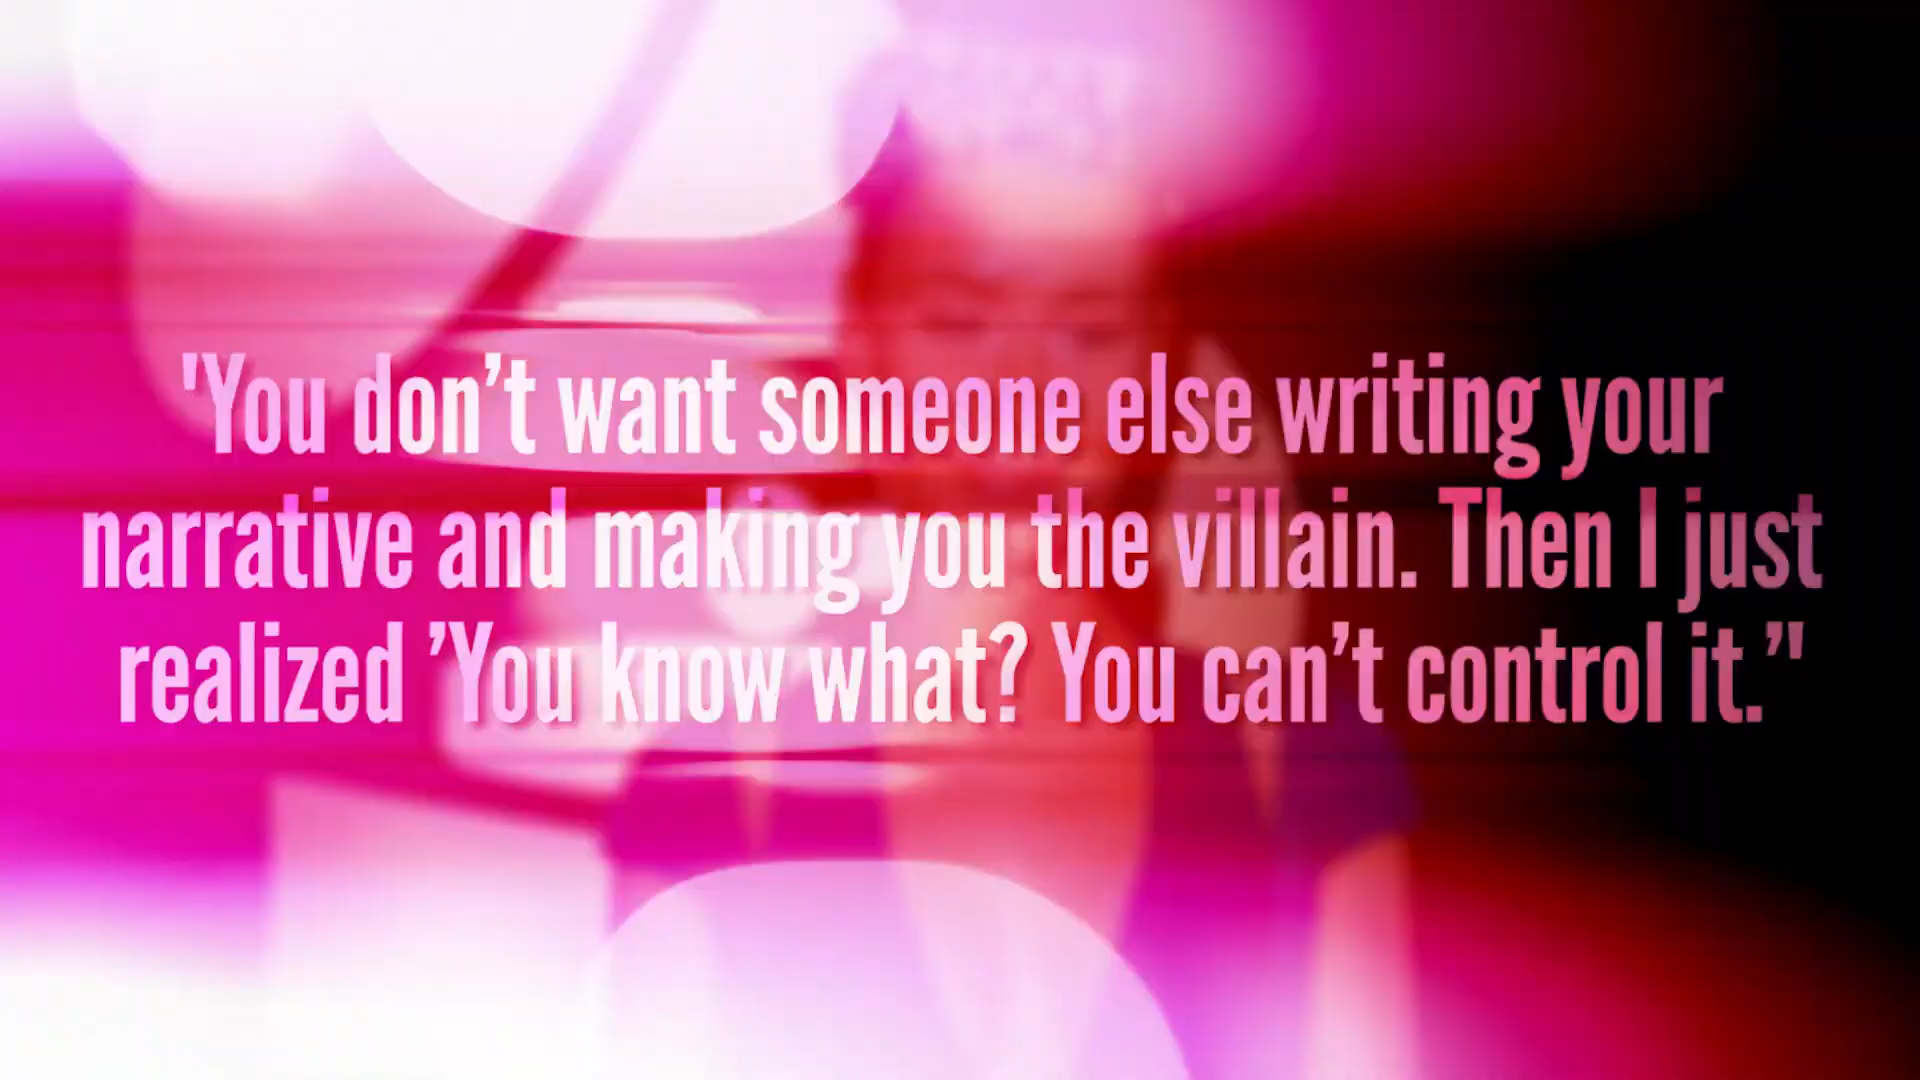 'You don’t want someone else writing your
narrative and making you the villain. Then I just
realized ’You know what? You can’t control it.’'